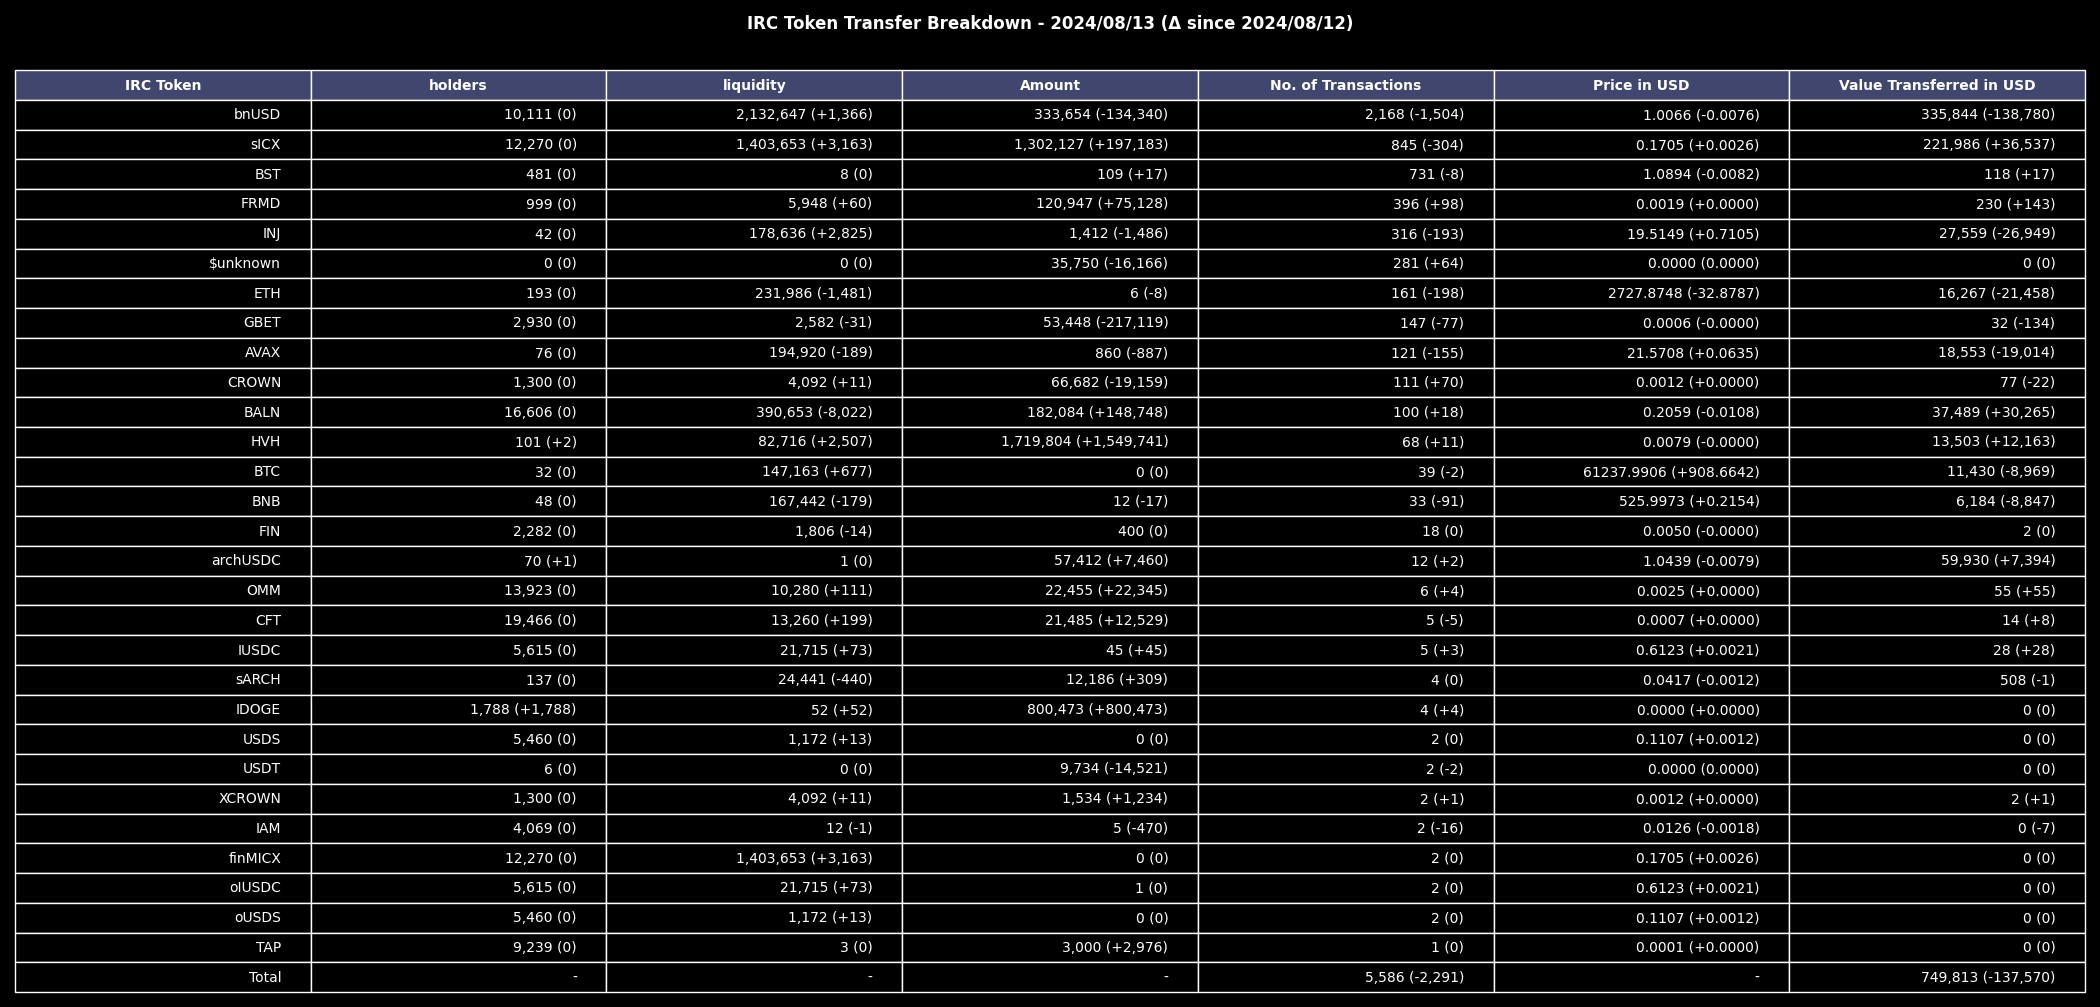 IRC Token Transfer Breakdown - 2024/08/13 (Δ since 2024/08/12)
IRC Token holders liquidity Amount No. of Transactions Price in USD Value Transferred in USD
bnUSD 10,111 (0) 2,132,647 (+1,366) 333,654 (-134,340) 2,168 (-1,504) 1.0066 (-0.0076) 335,844 (-138,780)
sICX 12,270 (0) 1,403,653 (+3,163) 1,302,127 (+197,183) 845 (-304) 0.1705 (+0.0026) 221,986 (+36,537)
BST 481 (0) 8 (0) 109 (+17) 731 (-8) 1.0894 (-0.0082) 118 (+17)
FRMD 999 (0) 5,948 (+60) 120,947 (+75,128) 396 (+98) 0.0019 (+0.0000) 230 (+143)
INJ 42 (0) 178,636 (+2,825) 1,412 (-1,486) 316 (-193) 19.5149 (+0.7105) 27,559 (-26,949)
$unknown 0 (0) 0 (0) 35,750 (-16,166) 281 (+64) 0.0000 (0.0000) 0 (0)
ETH 193 (0) 231,986 (-1,481) 6 (-8) 161 (-198) 2727.8748 (-32.8787) 16,267 (-21,458)
GBET 2,930 (0) 2,582 (-31) 53,448 (-217,119) 147 (-77) 0.0006 (-0.0000) 32 (-134)
AVAX 76 (0) 194,920 (-189) 860 (-887) 121 (-155) 21.5708 (+0.0635) 18,553 (-19,014)
CROWN 1,300 (0) 4,092 (+11) 66,682 (-19,159) 111 (+70) 0.0012 (+0.0000) 77 (-22)
BALN 16,606 (0) 390,653 (-8,022) 182,084 (+148,748) 100 (+18) 0.2059 (-0.0108) 37,489 (+30,265)
HVH 101 (+2) 82,716 (+2,507) 1,719,804 (+1,549,741) 68 (+11) 0.0079 (-0.0000) 13,503 (+12,163)
BTC 32 (0) 147,163 (+677) 0 (0) 39 (-2) 61237.9906 (+908.6642) 11,430 (-8,969)
BNB 48 (0) 167,442 (-179) 12 (-17) 33 (-91) 525.9973 (+0.2154) 6,184 (-8,847)
FIN 2,282 (0) 1,806 (-14) 400 (0) 18 (0) 0.0050 (-0.0000) 2 (0)
archUSDC 70 (+1) 1 (0) 57,412 (+7,460) 12 (+2) 1.0439 (-0.0079) 59,930 (+7,394)
OMM 13,923 (0) 10,280 (+111) 22,455 (+22,345) 6 (+4) 0.0025 (+0.0000) 55 (+55)
CFT 19,466 (0) 13,260 (+199) 21,485 (+12,529) 5 (-5) 0.0007 (+0.0000) 14 (+8)
IUSDC 5,615 (0) 21,715 (+73) 45 (+45) 5 (+3) 0.6123 (+0.0021) 28 (+28)
sARCH 137 (0) 24,441 (-440) 12,186 (+309) 4 (0) 0.0417 (-0.0012) 508 (-1)
IDOGE 1,788 (+1,788) 52 (+52) 800,473 (+800,473) 4 (+4) 0.0000 (+0.0000) 0 (0)
USDS 5,460 (0) 1,172 (+13) 0 (0) 2 (0) 0.1107 (+0.0012) 0 (0)
USDT 6 (0) 0 (0) 9,734 (-14,521) 2 (-2) 0.0000 (0.0000) 0 (0)
XCROWN 1,300 (0) 4,092 (+11) 1,534 (+1,234) 2 (+1) 0.0012 (+0.0000) 2 (+1)
IAM 4,069 (0) 12 (-1) 5 (-470) 2 (-16) 0.0126 (-0.0018) 0 (-7)
finMICX 12,270 (0) 1,403,653 (+3,163) 0 (0) 2 (0) 0.1705 (+0.0026) 0 (0)
oIUSDC 5,615 (0) 21,715 (+73) 1 (0) 2 (0) 0.6123 (+0.0021) 0 (0)
oUSDS 5,460 (0) 1,172 (+13) 0 (0) 2 (0) 0.1107 (+0.0012) 0 (0)
TAP 9,239 (0) 3 (0) 3,000 (+2,976) 1 (0) 0.0001 (+0.0000) 0 (0)
Total - - - 5,586 (-2,291) - 749,813 (-137,570)